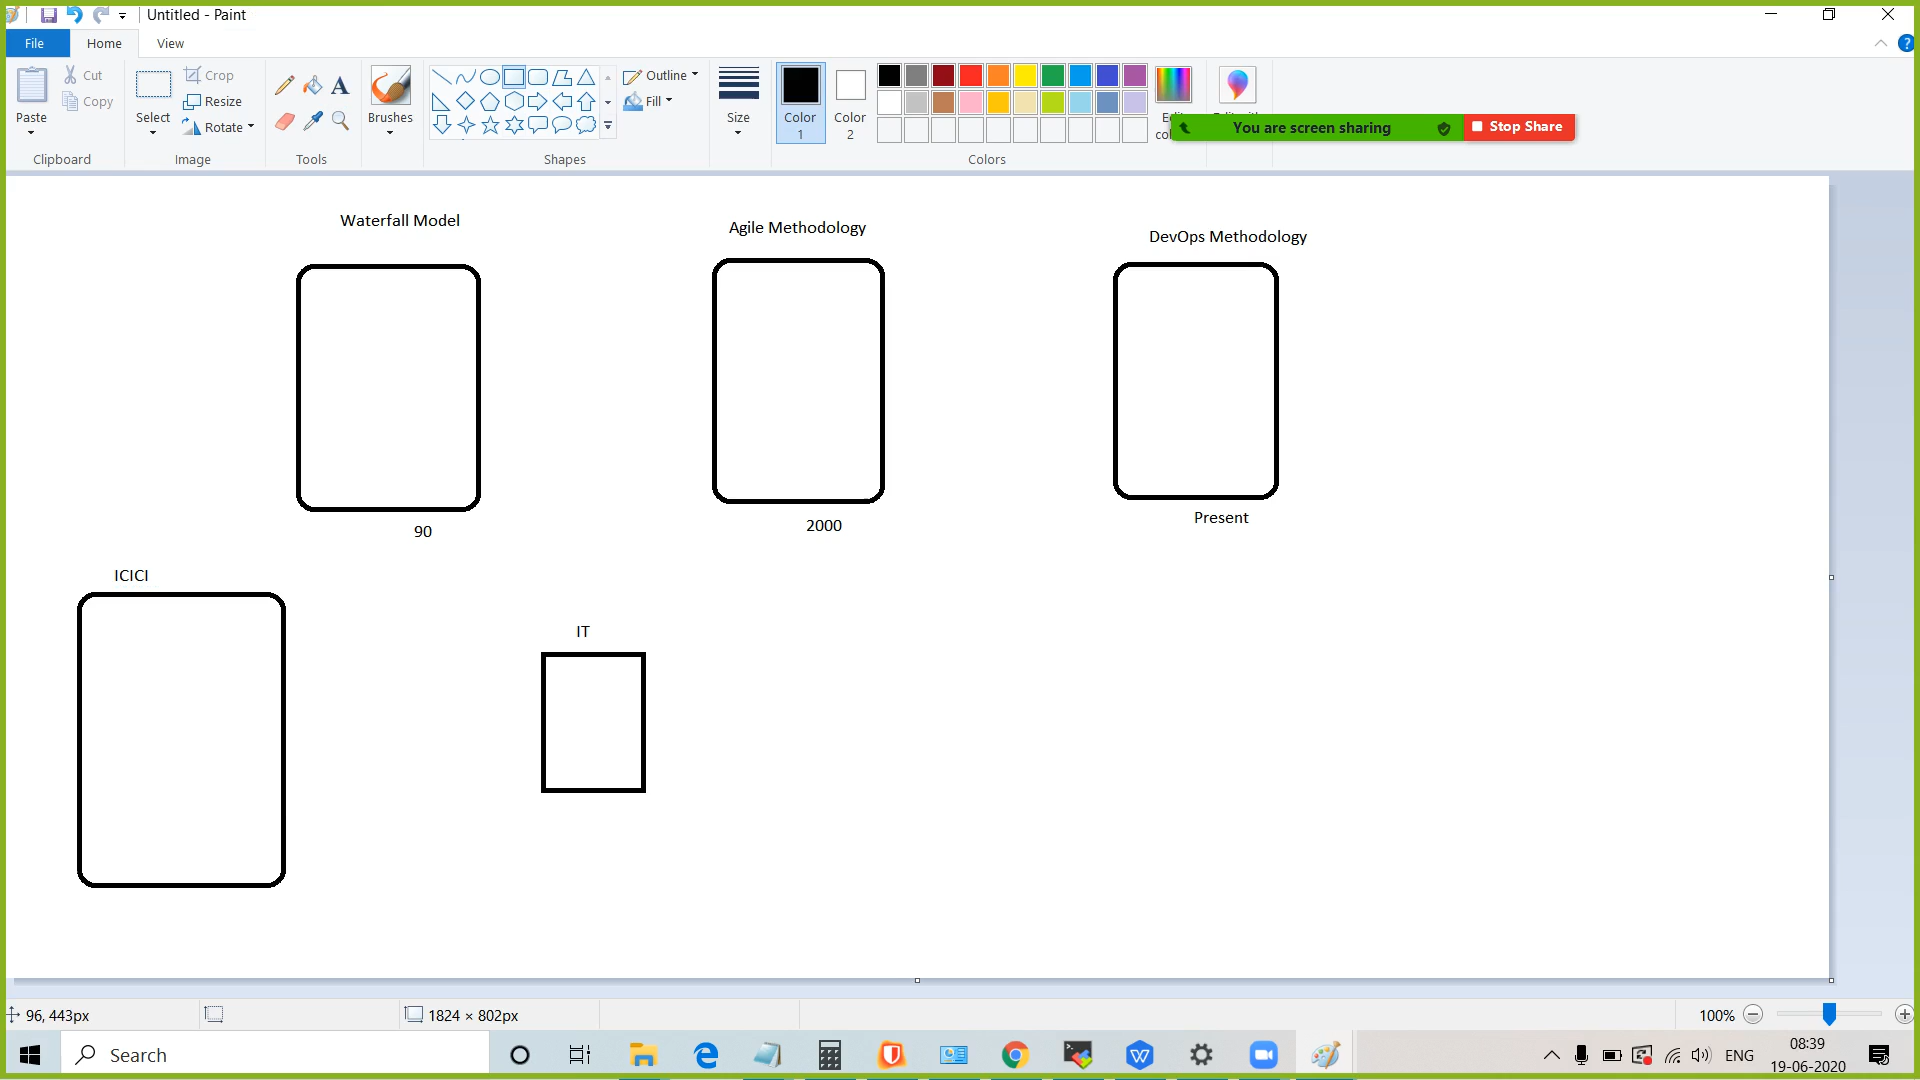 Untitled - Paint
File
Home
View
Paste
Cut
Copy
Clipboard
Select
Crop
Resize
Rotate
Image
Tools
Brushes
Shapes
Outline
Fill
Size
Color 1
Color 2
Colors
You are screen sharing
Stop Share
Waterfall Model
Agile Methodology
DevOps Methodology
90
2000
Present
ICICI
IT
96, 443px
1824 × 802px
100%
Search
ENG
08:39
19-06-2020